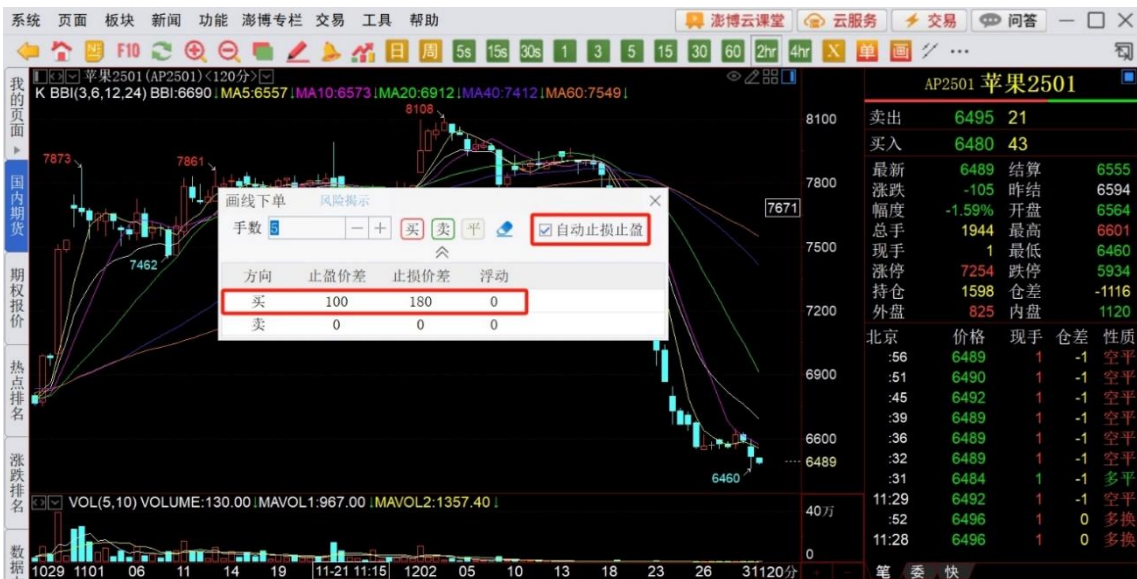 系统 页面 板块 新闻 功能 澎博专栏 交易 工具 帮助 澎博云课堂 云服务 交易 问答
F10 日 周 5s 15s 30s 1 3 5 15 30 60 2hr 4hr X 单 画
我的页面
国内期货
期权报价
热点排名
涨跌排名
数据
苹果2501(AP2501)<120分>
K BBI(3,6,12,24) BBI:6690↓MA5:6557↓MA10:6573↓MA20:6912↓MA40:7412↓MA60:7549↓
8108
7873
7861
7462
6460
8100
7800
7671
7500
7200
6900
6600
6489
画线下单 风险揭示
手数 5 买 卖 平 自动止损止盈
方向 止盈价差 止损价差 浮动
买 100 180 0
卖 0 0 0
VOL(5,10) VOLUME:130.00↓MAVOL1:967.00↓MAVOL2:1357.40↓
40万
0
1029 1101 06 11 14 19 11-21 11:15 1202 05 10 13 18 23 26 31 120分
AP2501 苹果2501
卖出 6495 21
买入 6480 43
最新 6489 结算 6555
涨跌 -105 昨结 6594
幅度 -1.59% 开盘 6564
总手 1944 最高 6601
现手 1 最低 6460
涨停 7254 跌停 5934
持仓 1598 仓差 -1116
外盘 825 内盘 1120
北京 价格 现手 仓差 性质
:56 6489 1 -1 空平
:51 6490 1 -1 空平
:45 6492 1 -1 空平
:39 6489 1 -1 空平
:36 6489 1 -1 空平
:32 6489 1 -1 空平
:31 6484 1 -1 多平
11:29 6492 1 -1 空平
:52 6496 1 0 多换
11:28 6496 1 0 多换
笔 委 快